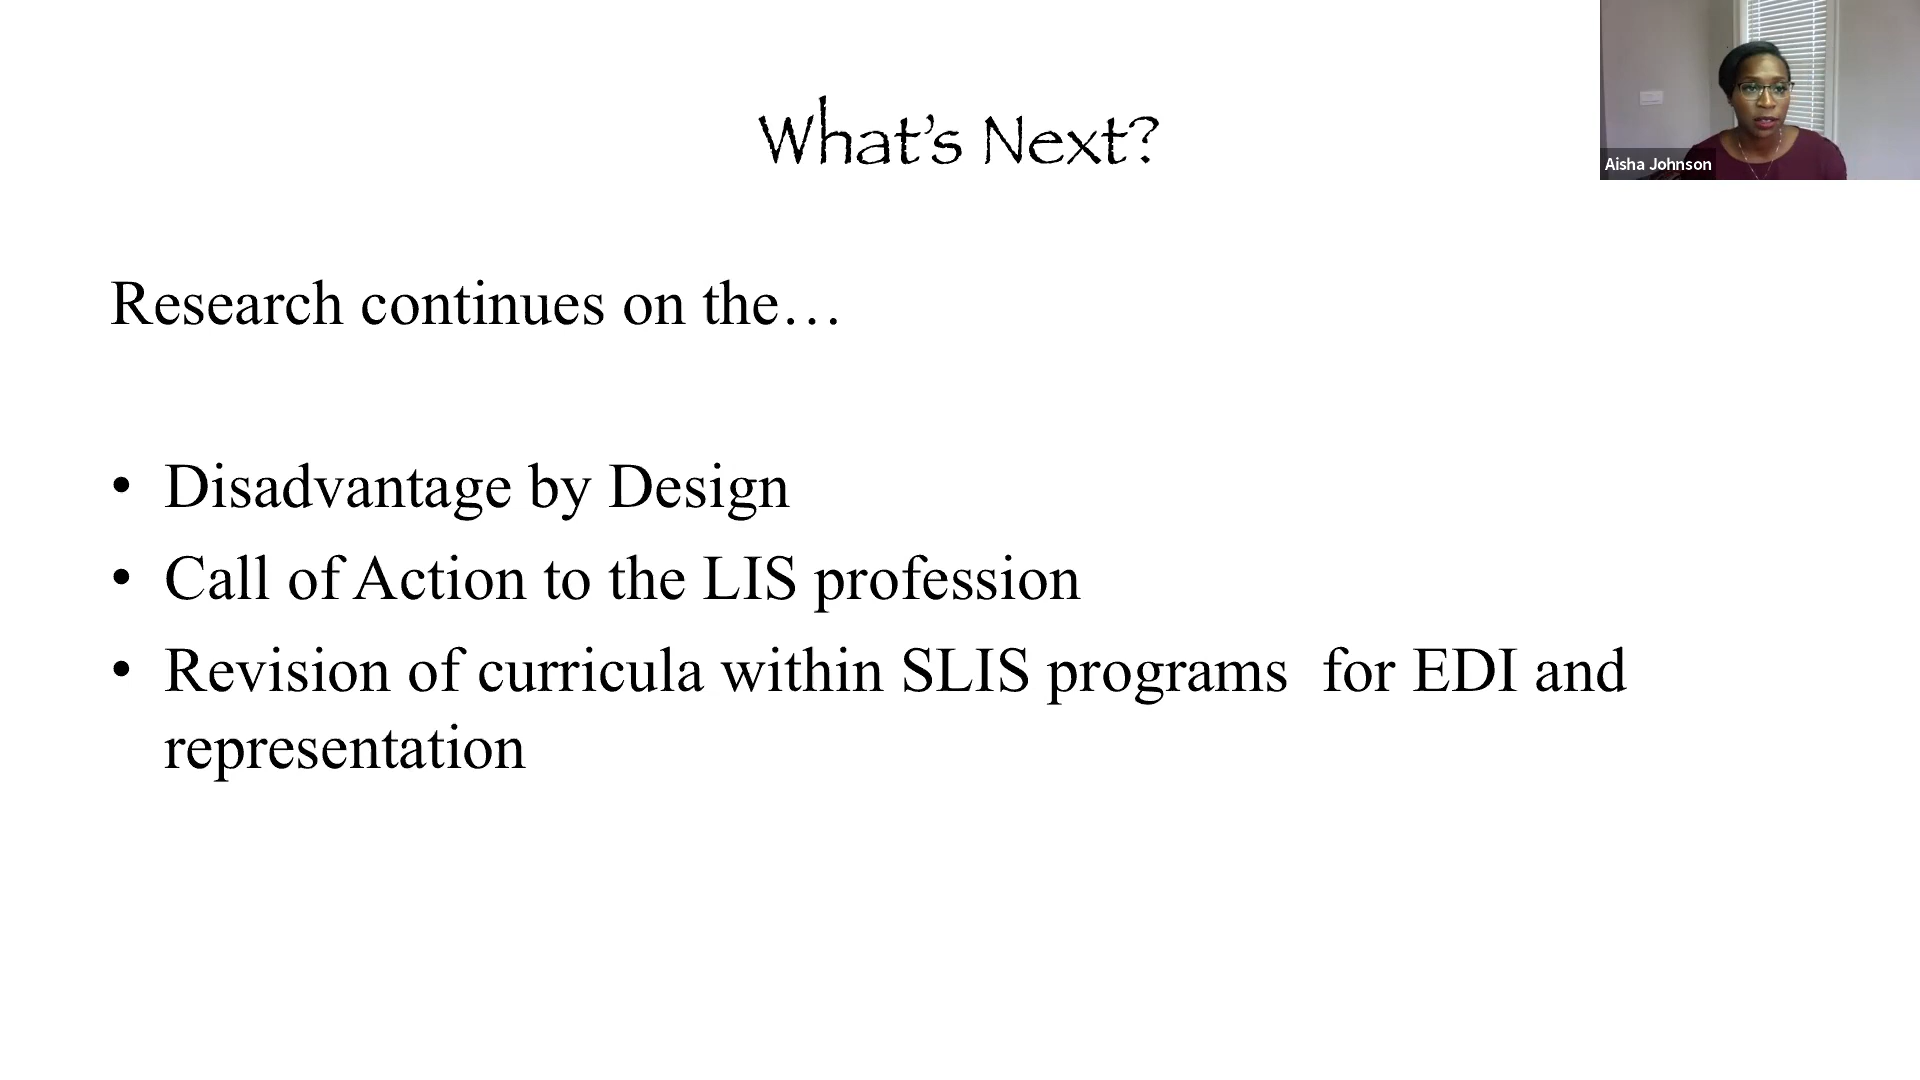 What's Next?
Aisha Johnson
Research continues on the…
• Disadvantage by Design
• Call of Action to the LIS profession
• Revision of curricula within SLIS programs  for EDI and
representation